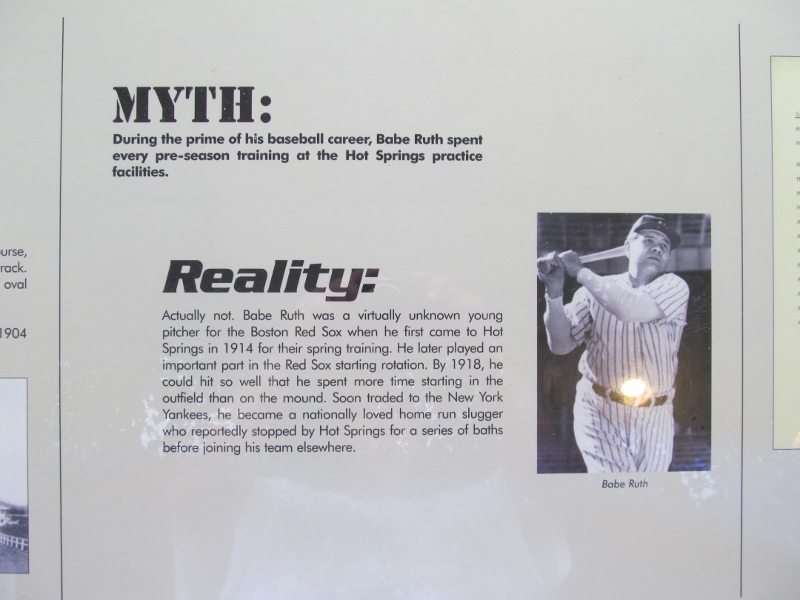 MYTH:
During the prime of his baseball career, Babe Ruth spent
every pre-season training at the Hot Springs practice
facilities.
urse,
rack.
oval
1904
Reality:
Actually not. Babe Ruth was a virtually unknown young
pitcher for the Boston Red Sox when he first came to Hot
Springs in 1914 for their spring training. He later played an
important part in the Red Sox starting rotation. By 1918, he
could hit so well that he spent more time starting in the
outfield than on the mound. Soon traded to the New York
Yankees, he became a nationally loved home run slugger
who reportedly stopped by Hot Springs for a series of baths
before joining his team elsewhere.
Babe Ruth